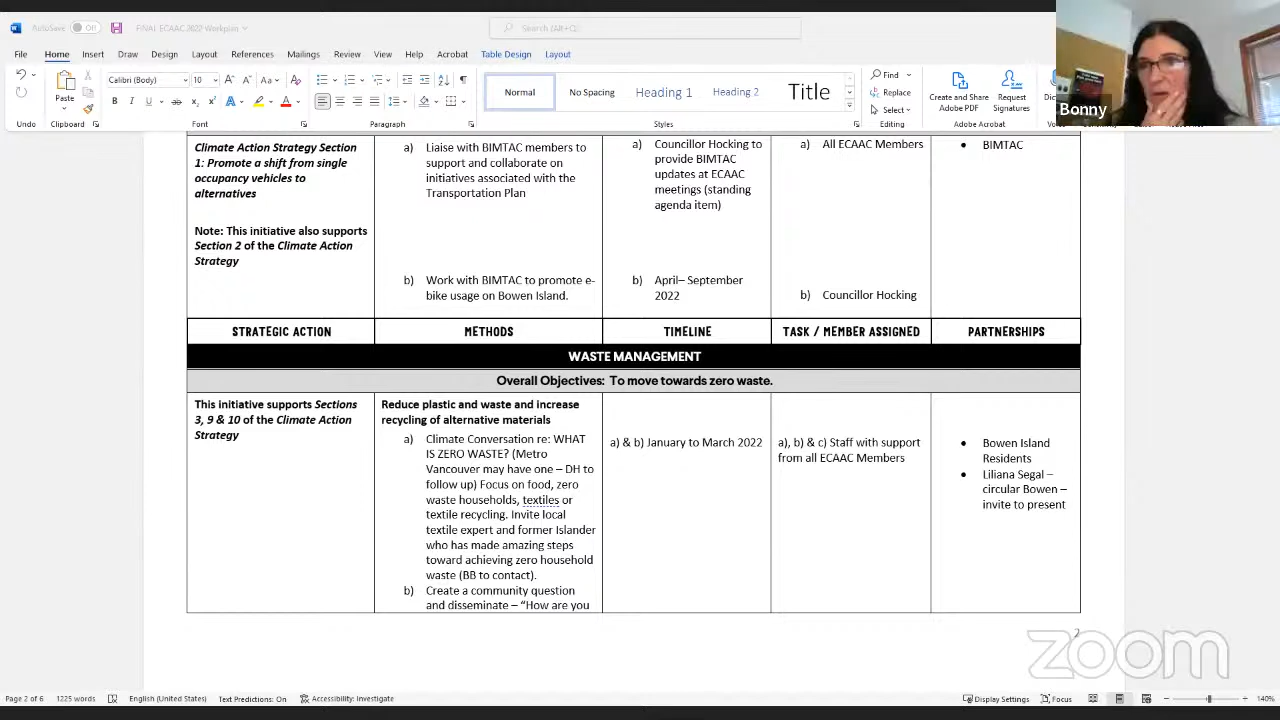 AutoSave Off FINAL ECAAC 2022 Workplan Search (Alt+Q)
File Home Insert Draw Design Layout References Mailings Review View Help Acrobat Table Design Layout
Calibri (Body) 10
Paste
Normal No Spacing Heading 1 Heading 2 Title
Find
Replace
Select
Create and Share
Adobe PDF
Request
Signatures
Undo Clipboard Font Paragraph Styles Editing Adobe Acrobat
Bonny
Climate Action Strategy Section
1: Promote a shift from single
occupancy vehicles to
alternatives
Note: This initiative also supports
Section 2 of the Climate Action
Strategy
a) Liaise with BIMTAC members to
support and collaborate on
initiatives associated with the
Transportation Plan
b) Work with BIMTAC to promote e-
bike usage on Bowen Island.
a) Councillor Hocking to
provide BIMTAC
updates at ECAAC
meetings (standing
agenda item)
b) April– September
2022
a) All ECAAC Members
b) Councillor Hocking
• BIMTAC
STRATEGIC ACTION METHODS TIMELINE TASK / MEMBER ASSIGNED PARTNERSHIPS
WASTE MANAGEMENT
Overall Objectives: To move towards zero waste.
This initiative supports Sections
3, 9 & 10 of the Climate Action
Strategy
Reduce plastic and waste and increase
recycling of alternative materials
a) Climate Conversation re: WHAT
IS ZERO WASTE? (Metro
Vancouver may have one – DH to
follow up) Focus on food, zero
waste households, textiles or
textile recycling. Invite local
textile expert and former Islander
who has made amazing steps
toward achieving zero household
waste (BB to contact).
b) Create a community question
and disseminate – “How are you
a) & b) January to March 2022
a), b) & c) Staff with support
from all ECAAC Members
• Bowen Island
Residents
• Liliana Segal –
circular Bowen –
invite to present
2
zoom
Page 2 of 6 1225 words English (United States) Text Predictions: On Accessibility: Investigate Display Settings Focus 140%